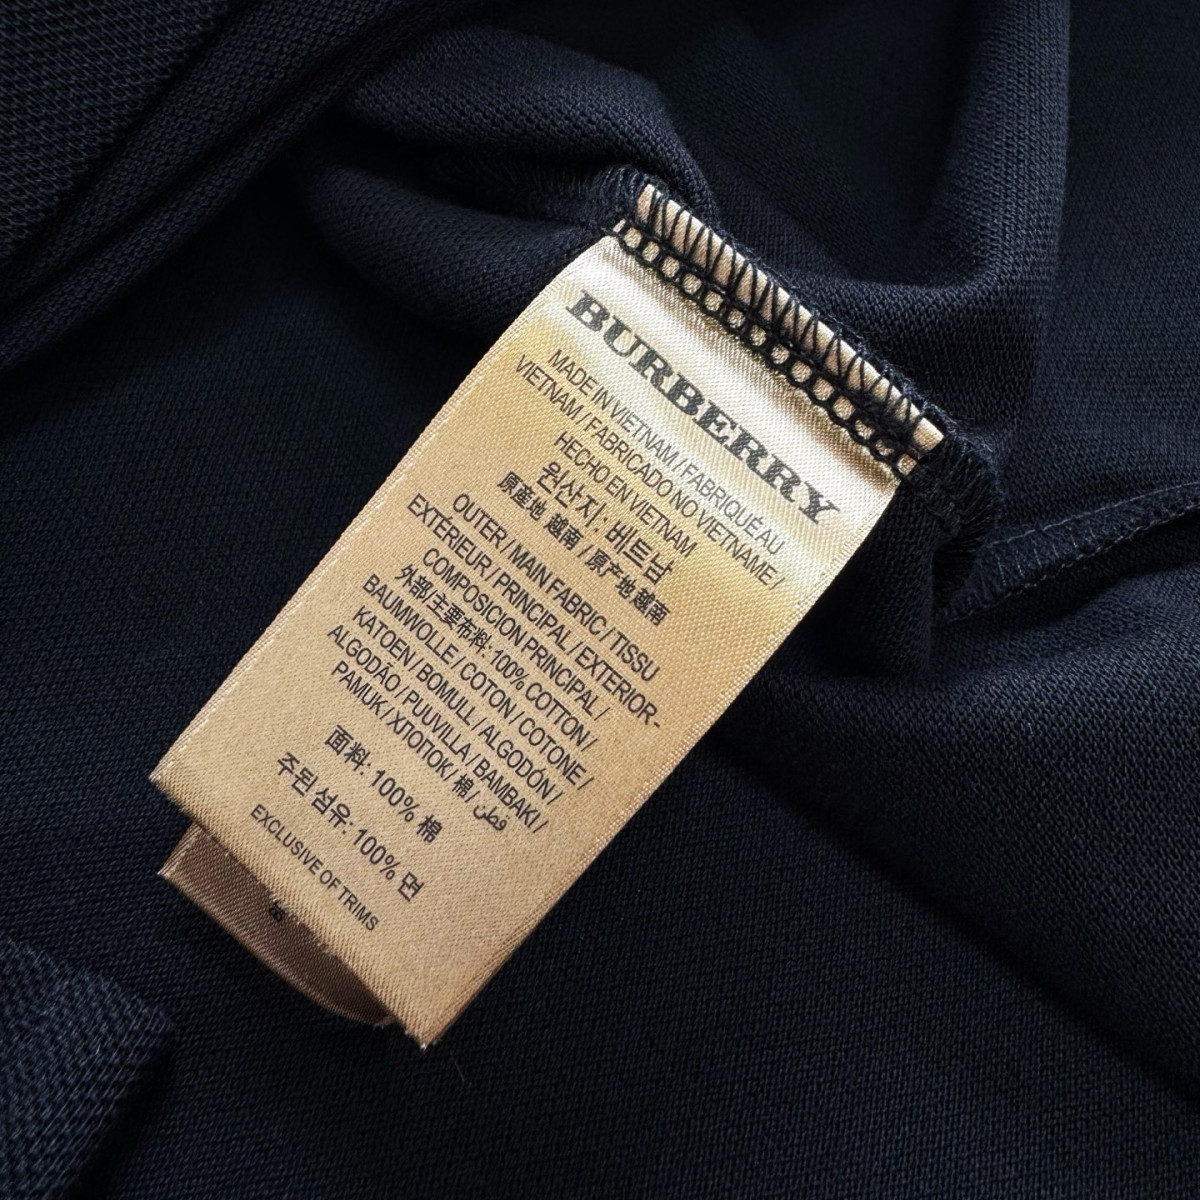 BURBERRY
MADE IN VIETNAM / FABRIQUÉ AU
VIETNAM / FABRICADO NO VIETNAME /
HECHO EN VIETNAM
원산지: 베트남
原産地 越南 / 原产地 越南
OUTER / MAIN FABRIC / TISSU
EXTÉRIEUR / PRINCIPAL / EXTERIOR-
COMPOSICION PRINCIPAL /
外部/主要布料: 100% COTTON /
BAUMWOLLE / COTON / COTONE /
KATOEN / BOMULL / ALGODÓN /
ALGODÃO / PUUVILLA / BAMBAKI /
PAMUK / ХЛОПОК / 棉 / قطن
面料: 100% 棉
주된 섬유: 100% 면
EXCLUSIVE OF TRIMS